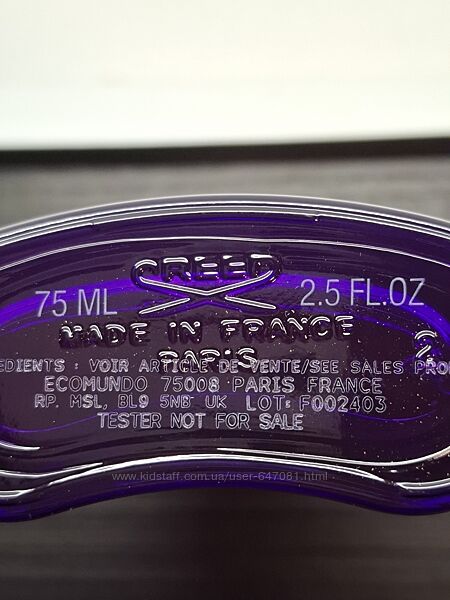 CREED
75 ML
2.5 FL.OZ
MADE IN FRANCE
PARIS
EDIENTS : VOIR ARTICLE DE VENTE/SEE SALES PRO
ECOMUNDO 75008 PARIS FRANCE
RP. MSL, BL9 5NB UK LOT: F002403
TESTER NOT FOR SALE
www.kidstaff.com.ua/user-647081.html